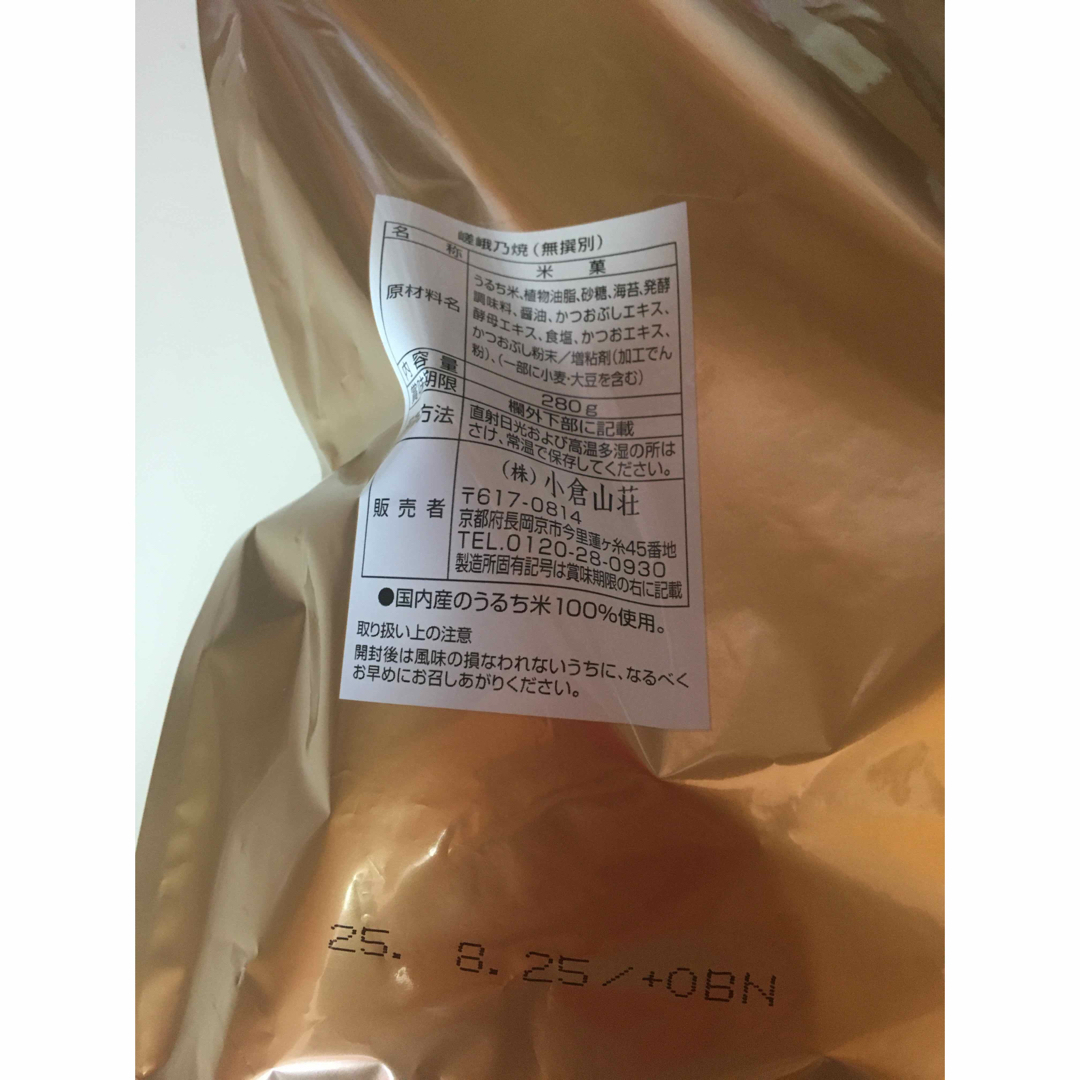 嵯峨乃焼(無撰別)
名称 米菓
原材料名 うるち米、植物油脂、砂糖、海苔、発酵
調味料、醤油、かつおぶしエキス、
酵母エキス、食塩、かつおエキス、
かつおぶし粉末/増粘剤(加工でん
粉)、(一部に小麦・大豆を含む)
内容量 280g
賞味期限 欄外下部に記載
方法 直射日光および高温多湿の所は
さけ、常温で保存してください。
販売者 (株)小倉山荘
〒617-0814
京都府長岡京市今里蓮ヶ糸45番地
TEL.0120-28-0930
製造所固有記号は賞味期限の右に記載
●国内産のうるち米100%使用。
取り扱い上の注意
開封後は風味の損なわれないうちに、なるべく
お早めにお召しあがりください。
25. 8.25/+OBN